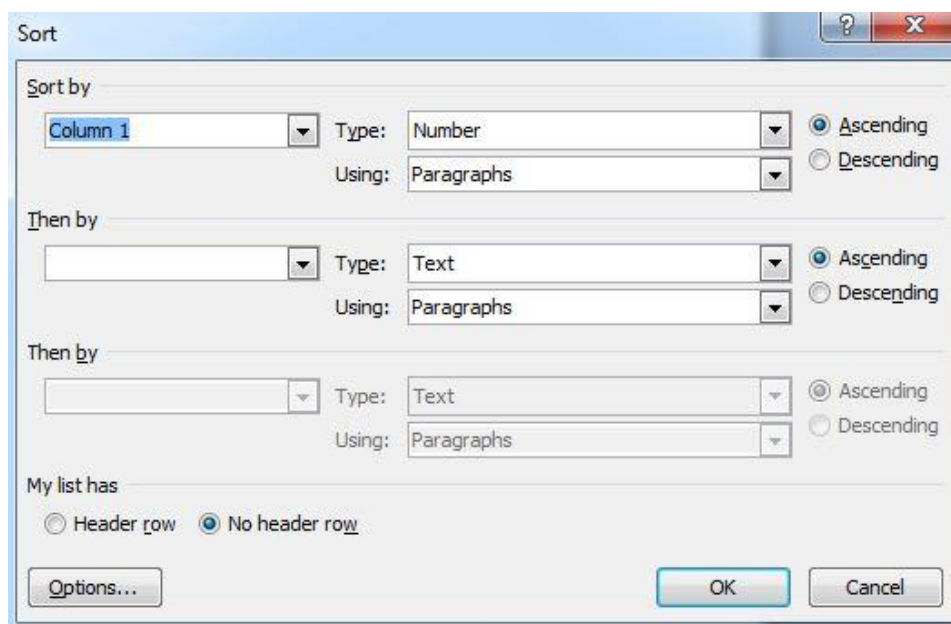 Sort
Sort by
Column 1 Type: Number Ascending
Using: Paragraphs Descending
Then by
Type: Text Ascending
Using: Paragraphs Descending
Then by
Type: Text Ascending
Using: Paragraphs Descending
My list has
Header row No header row
Options... OK Cancel